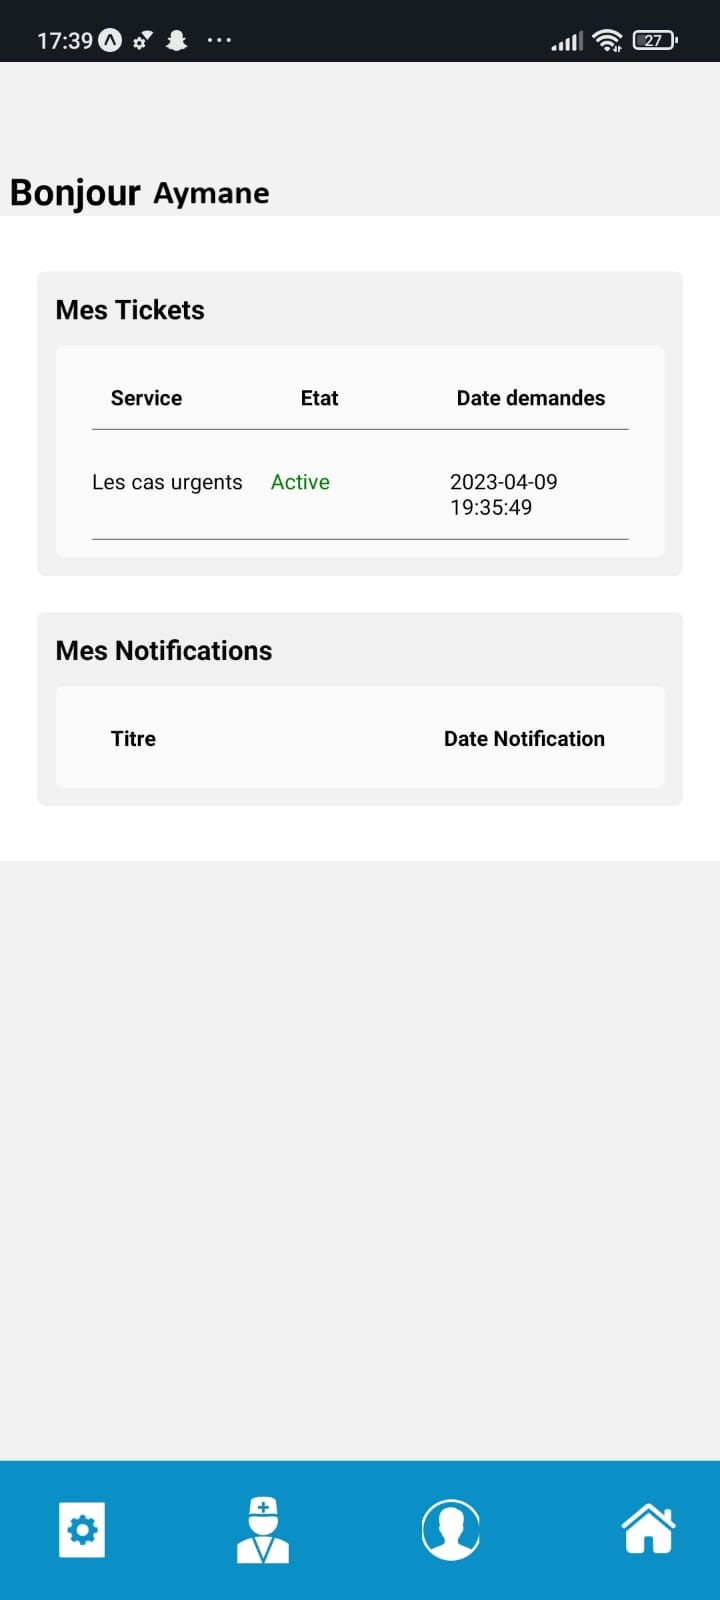 17:39 27
Bonjour Aymane
Mes Tickets
Service Etat Date demandes
Les cas urgents Active 2023-04-09
19:35:49
Mes Notifications
Titre Date Notification